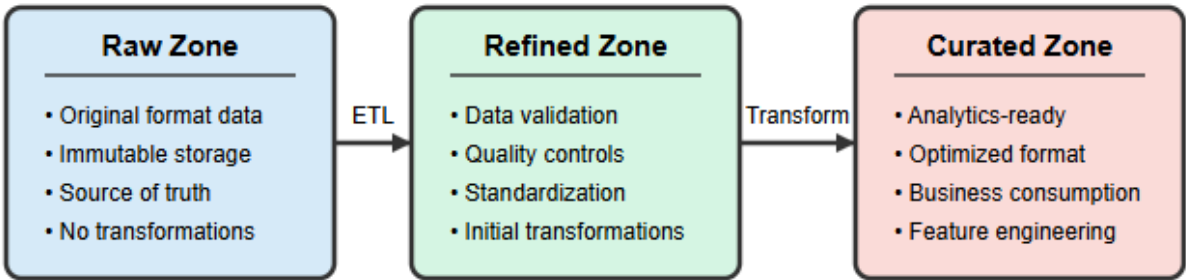 Raw Zone
• Original format data
• Immutable storage
• Source of truth
• No transformations
ETL
Refined Zone
• Data validation
• Quality controls
• Standardization
• Initial transformations
Transform
Curated Zone
• Analytics-ready
• Optimized format
• Business consumption
• Feature engineering